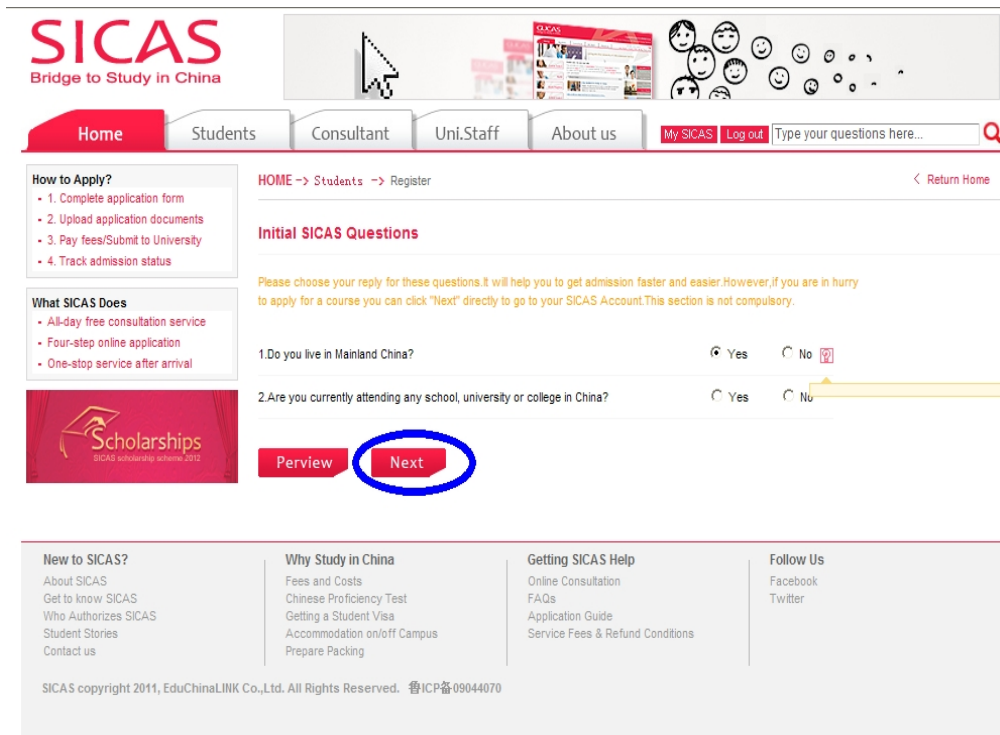 SICAS
Bridge to Study in China
Home
Students
Consultant
Uni.Staff
About us
My SICAS
Log out
Type your questions here...
How to Apply?
1. Complete application form
2. Upload application documents
3. Pay fees/Submit to University
4. Track admission status
What SICAS Does
All-day free consultation service
Four-step online application
One-stop service after arrival
Scholarships
SICAS scholarship scheme 2012
HOME -> Students -> Register
< Return Home
Initial SICAS Questions
Please choose your reply for these questions.It will help you to get admission faster and easier.However,if you are in hurry
to apply for a course you can click "Next" directly to go to your SICAS Account.This section is not compulsory.
1.Do you live in Mainland China?
Yes
No
2.Are you currently attending any school, university or college in China?
Yes
No
Perview
Next
New to SICAS?
About SICAS
Get to know SICAS
Who Authorizes SICAS
Student Stories
Contact us
Why Study in China
Fees and Costs
Chinese Proficiency Test
Getting a Student Visa
Accommodation on/off Campus
Prepare Packing
Getting SICAS Help
Online Consultation
FAQs
Application Guide
Service Fees & Refund Conditions
Follow Us
Facebook
Twitter
SICAS copyright 2011, EduChinaLINK Co.,Ltd. All Rights Reserved. 鲁ICP备09044070